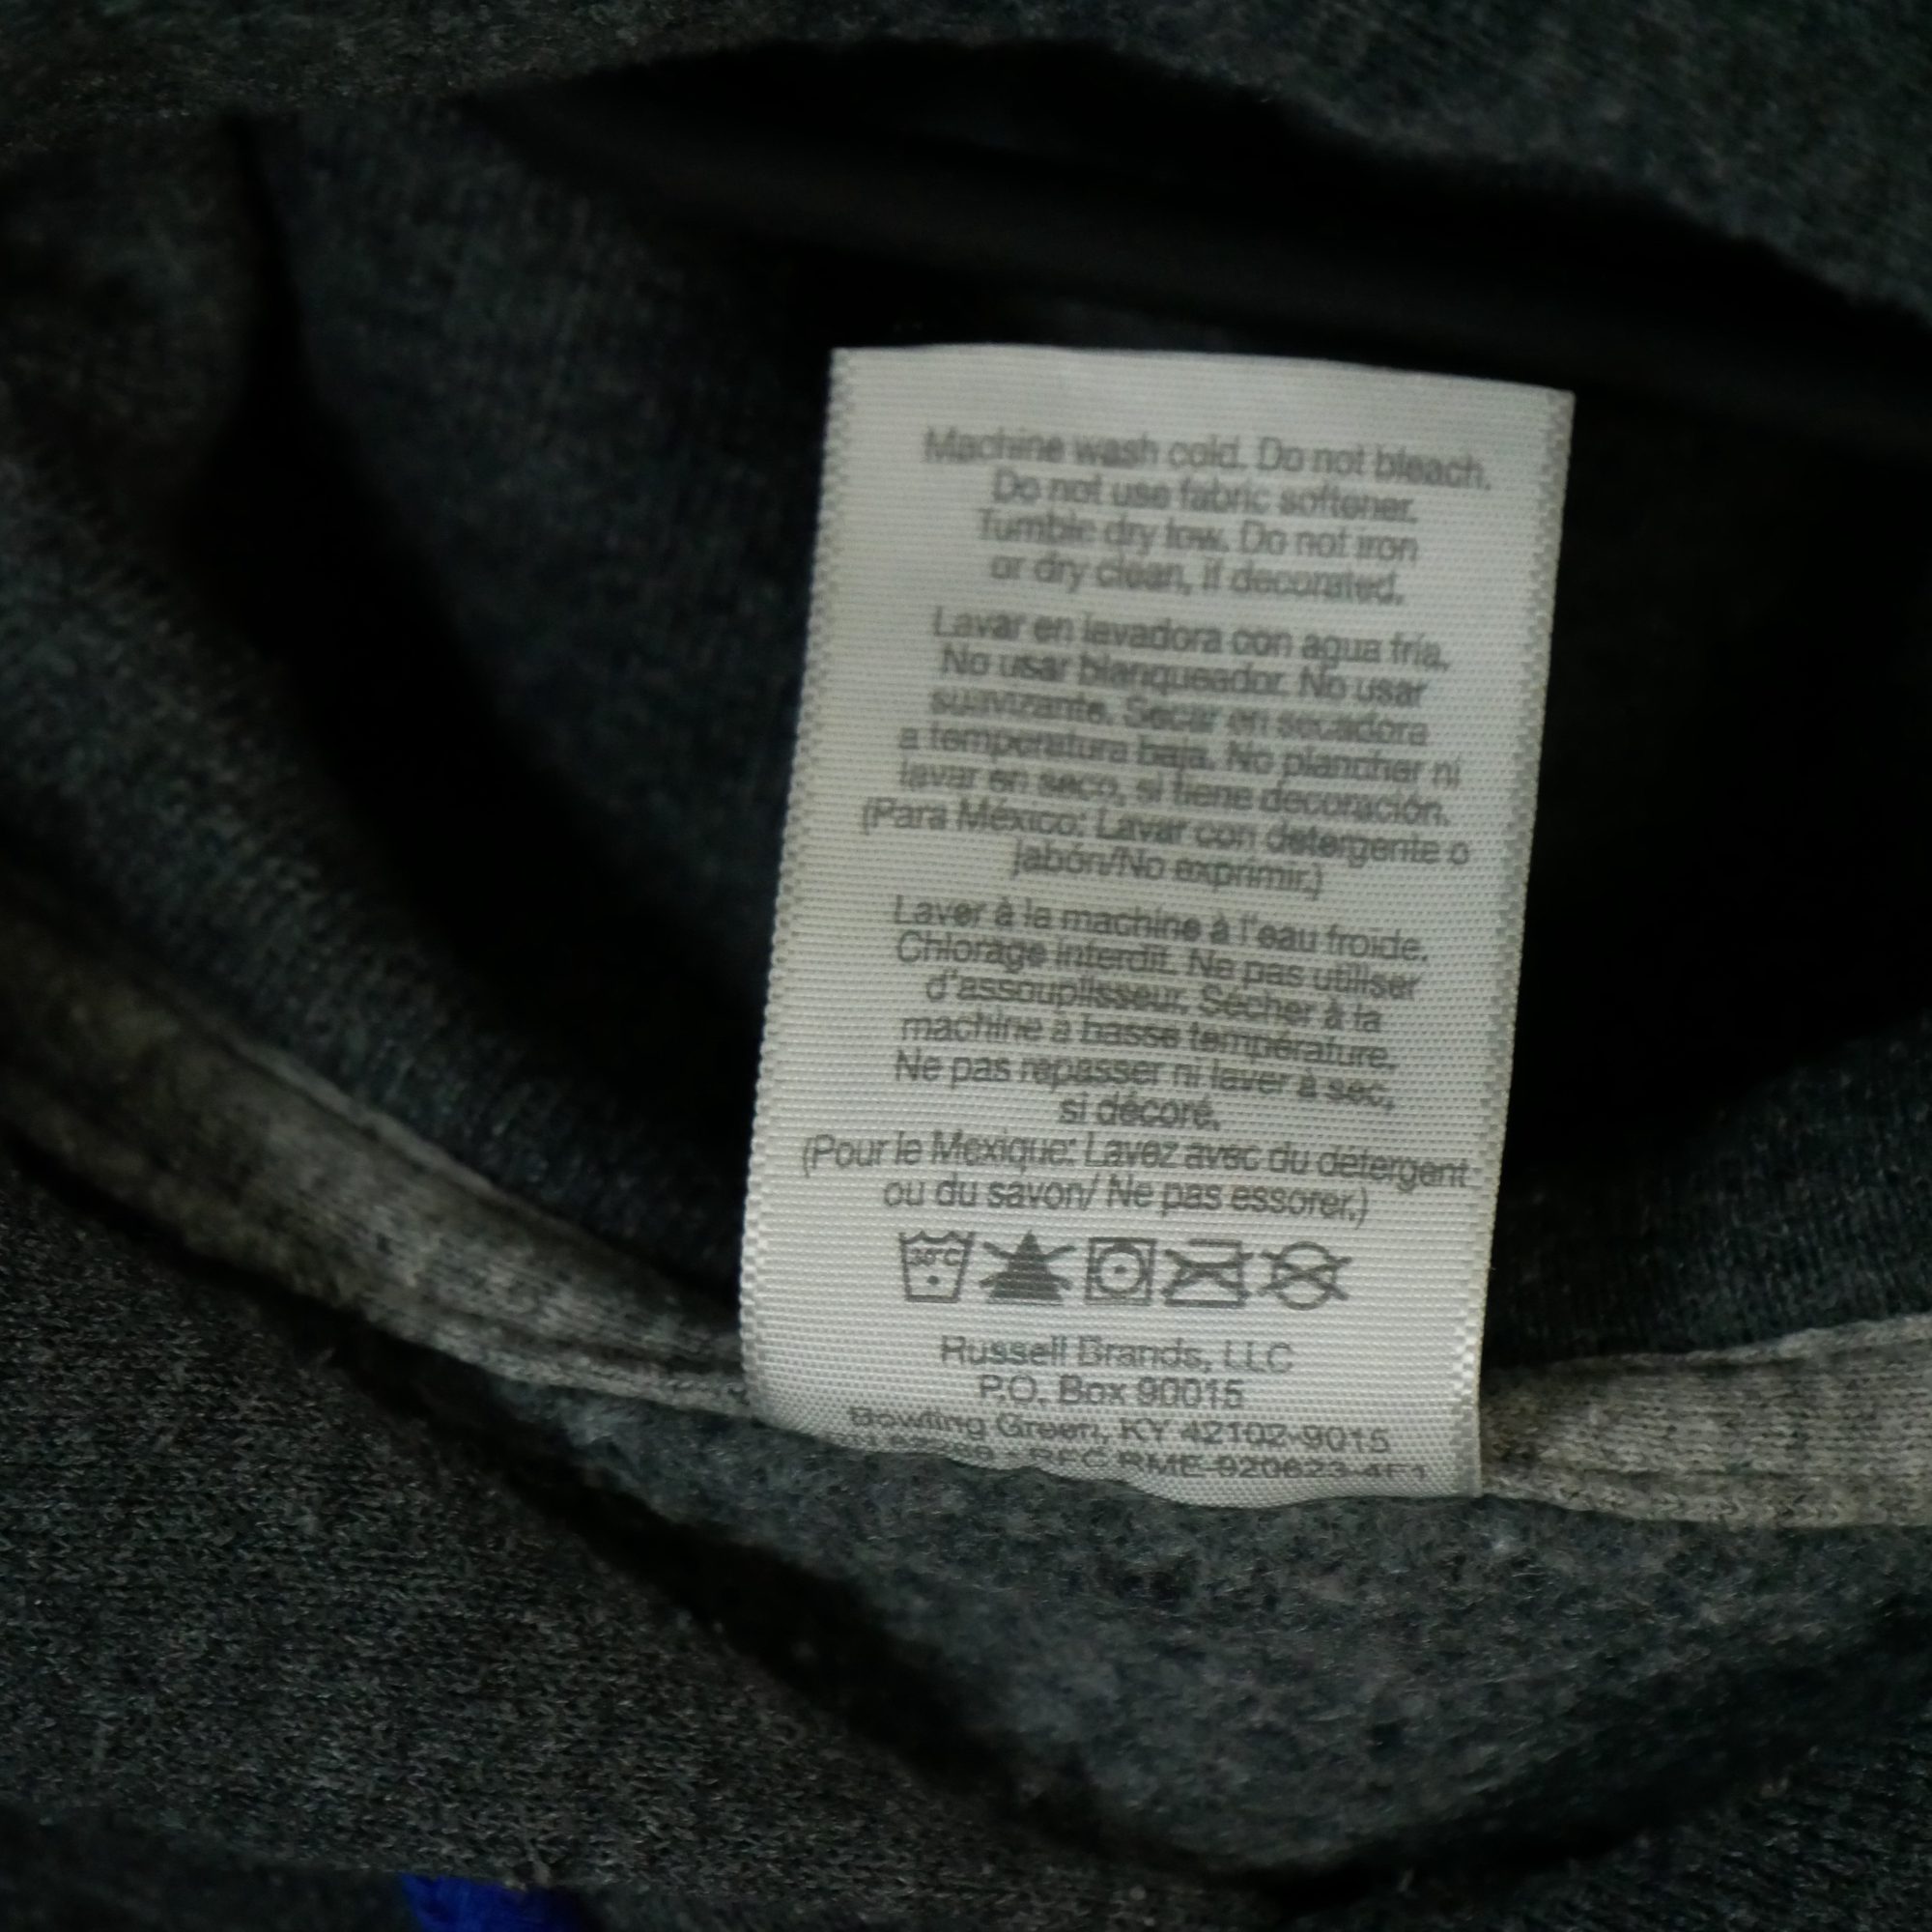 Machine wash cold. Do not bleach.
Do not use fabric softener.
Tumble dry low. Do not iron
or dry clean, if decorated.
Lavar en lavadora con agua fría.
No usar blanqueador. No usar
suavizante. Secar en secadora
a temperatura baja. No planchar ni
lavar en seco, si tiene decoración.
(Para México: Lavar con detergente o
jabón/No exprimir.)
Laver à la machine à l'eau froide.
Chlorage interdit. Ne pas utiliser
d'assouplisseur. Sécher à la
machine à basse température.
Ne pas repasser ni laver à sec,
si décoré.
(Pour le Mexique: Lavez avec du détergent
ou du savon/ Ne pas essorer.)
30°C
Russell Brands, LLC
P.O. Box 90015
Bowling Green, KY 42102-9015
RFC RME-920623-4F1